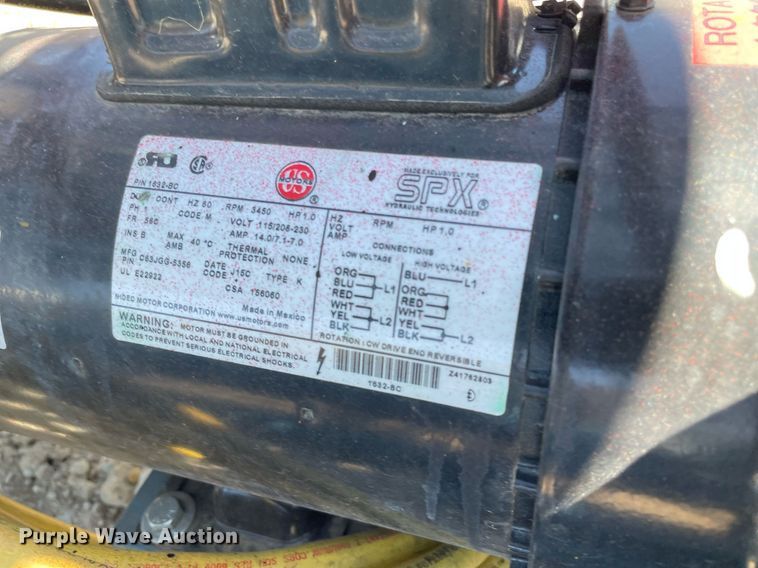 ROTA
P/N 1632-BC
US MOTORS ®
MADE EXCLUSIVELY FOR
SPX ®
HYDRAULIC TECHNOLOGIES
DUTY CONT HZ 60 RPM 3450 HP 1.0
PH 1 CODE M VOLT 115/208-230
FR 56C AMP 14.0/7.1-7.0
INS B MAX AMB 40 °C THERMAL PROTECTION NONE
MFG P/N C63JGG-5356 CODE J15C TYPE K
UL E22922 CSA 156060
NIDEC MOTOR CORPORATION Made in Mexico
www.usmotors.com
WARNING: MOTOR MUST BE GROUNDED IN
ACCORDANCE WITH LOCAL AND NATIONAL ELECTRICAL
CODES TO PREVENT SERIOUS ELECTRICAL SHOCKS.
HZ RPM HP 1.0
VOLT
AMP
CONNECTIONS
LOW VOLTAGE HIGH VOLTAGE
ORG BLU L1
BLU L1 ORG
RED RED
WHT WHT
YEL L2 YEL
BLK BLK L2
ROTATION : CW DRIVE END REVERSIBLE
1632-BC
Z41762803
Purple Wave Auction